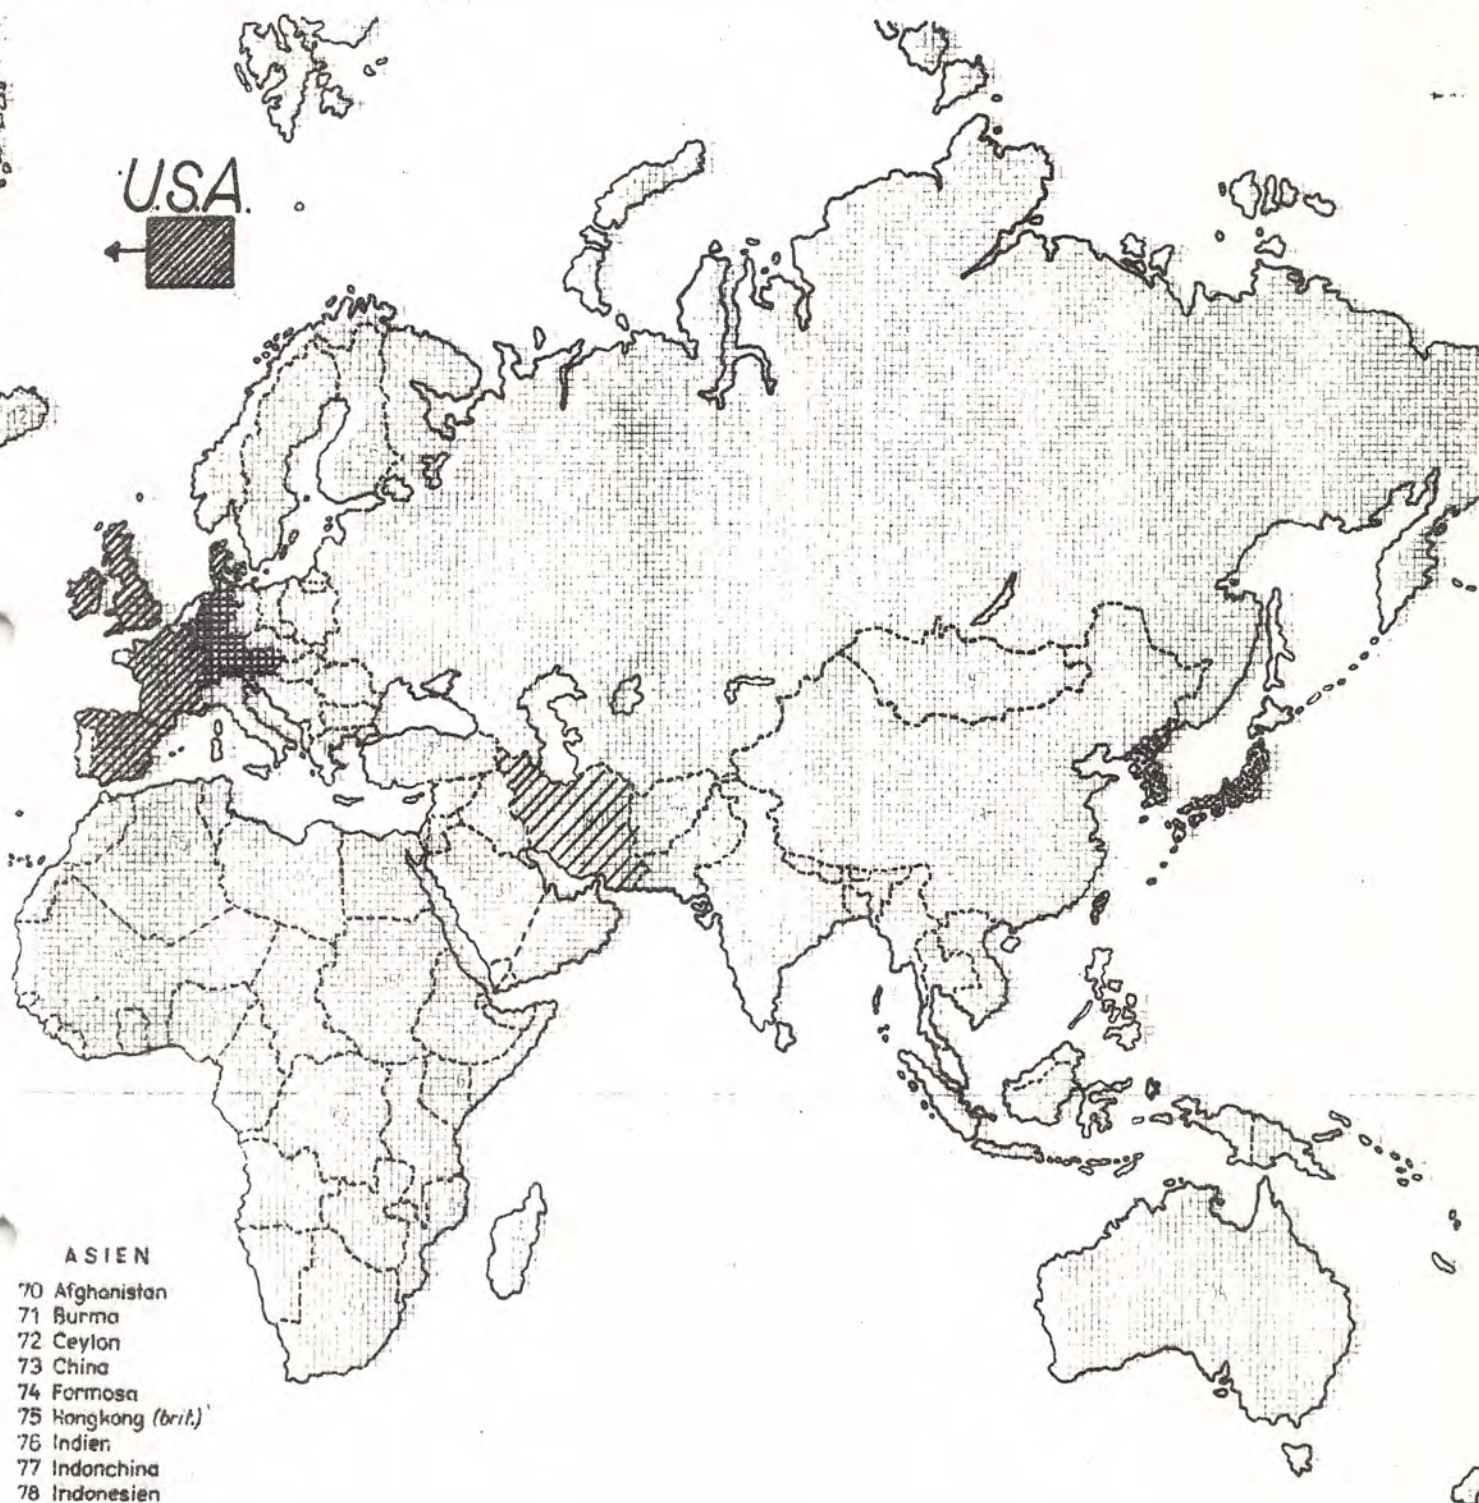 U.S.A.
ASIEN
70 Afghanistan
71 Burma
72 Ceylon
73 China
74 Formosa
75 Hongkong (brit.)
76 Indien
77 Indonchina
78 Indonesien